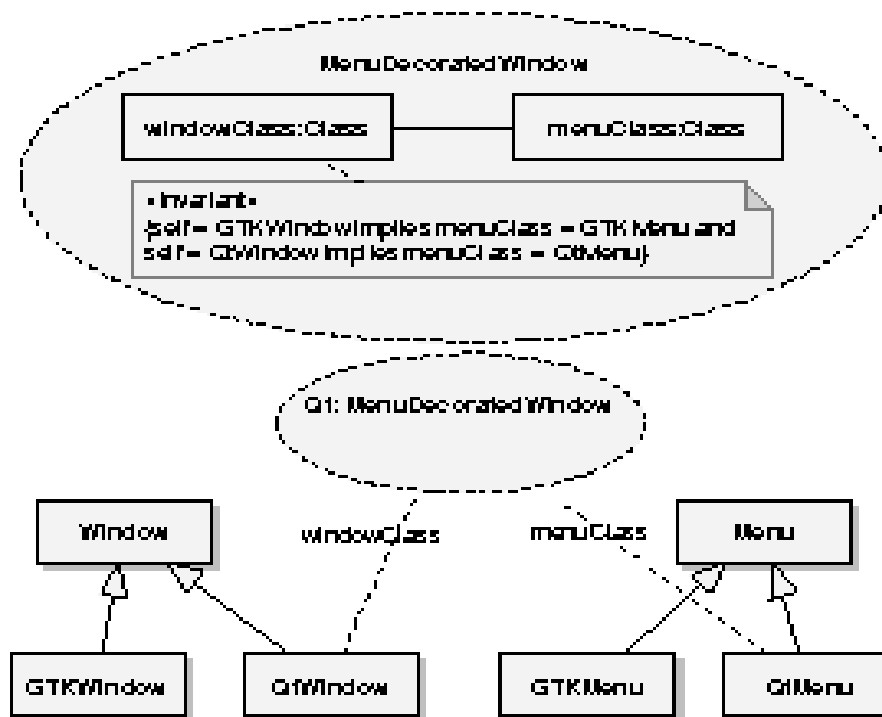 MenuDecoratedWindow
windowClass:Class
menuClass:Class
«invariant»
{self = GTKWindow implies menuClass = GTKMenu and
self = QtWindow implies menuClass = QtMenu}
Qt: MenuDecoratedWindow
Window
windowClass
menuClass
Menu
GTKWindow
QtWindow
GTKMenu
QtMenu